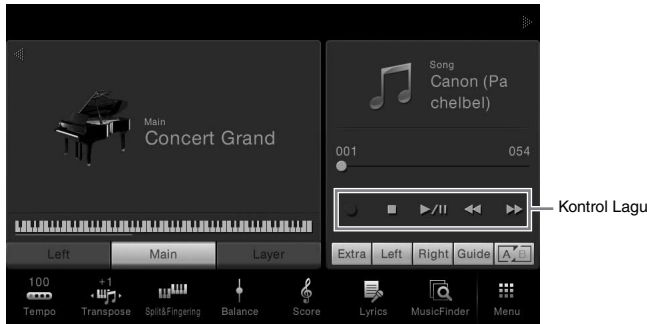 Main
Concert Grand
Left
Main
Layer
Song
Canon (Pa
chelbel)
001
054
Extra
Left
Right
Guide
A B
Kontrol Lagu
100
Tempo
+1
Transpose
Split&Fingering
Balance
Score
Lyrics
MusicFinder
Menu